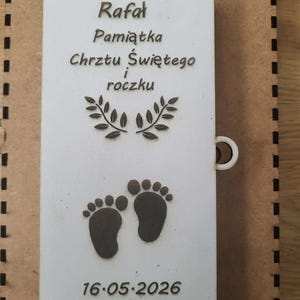 Rafał
Pamiątka
Chrztu Świętego
i
roczku
16·05·2026